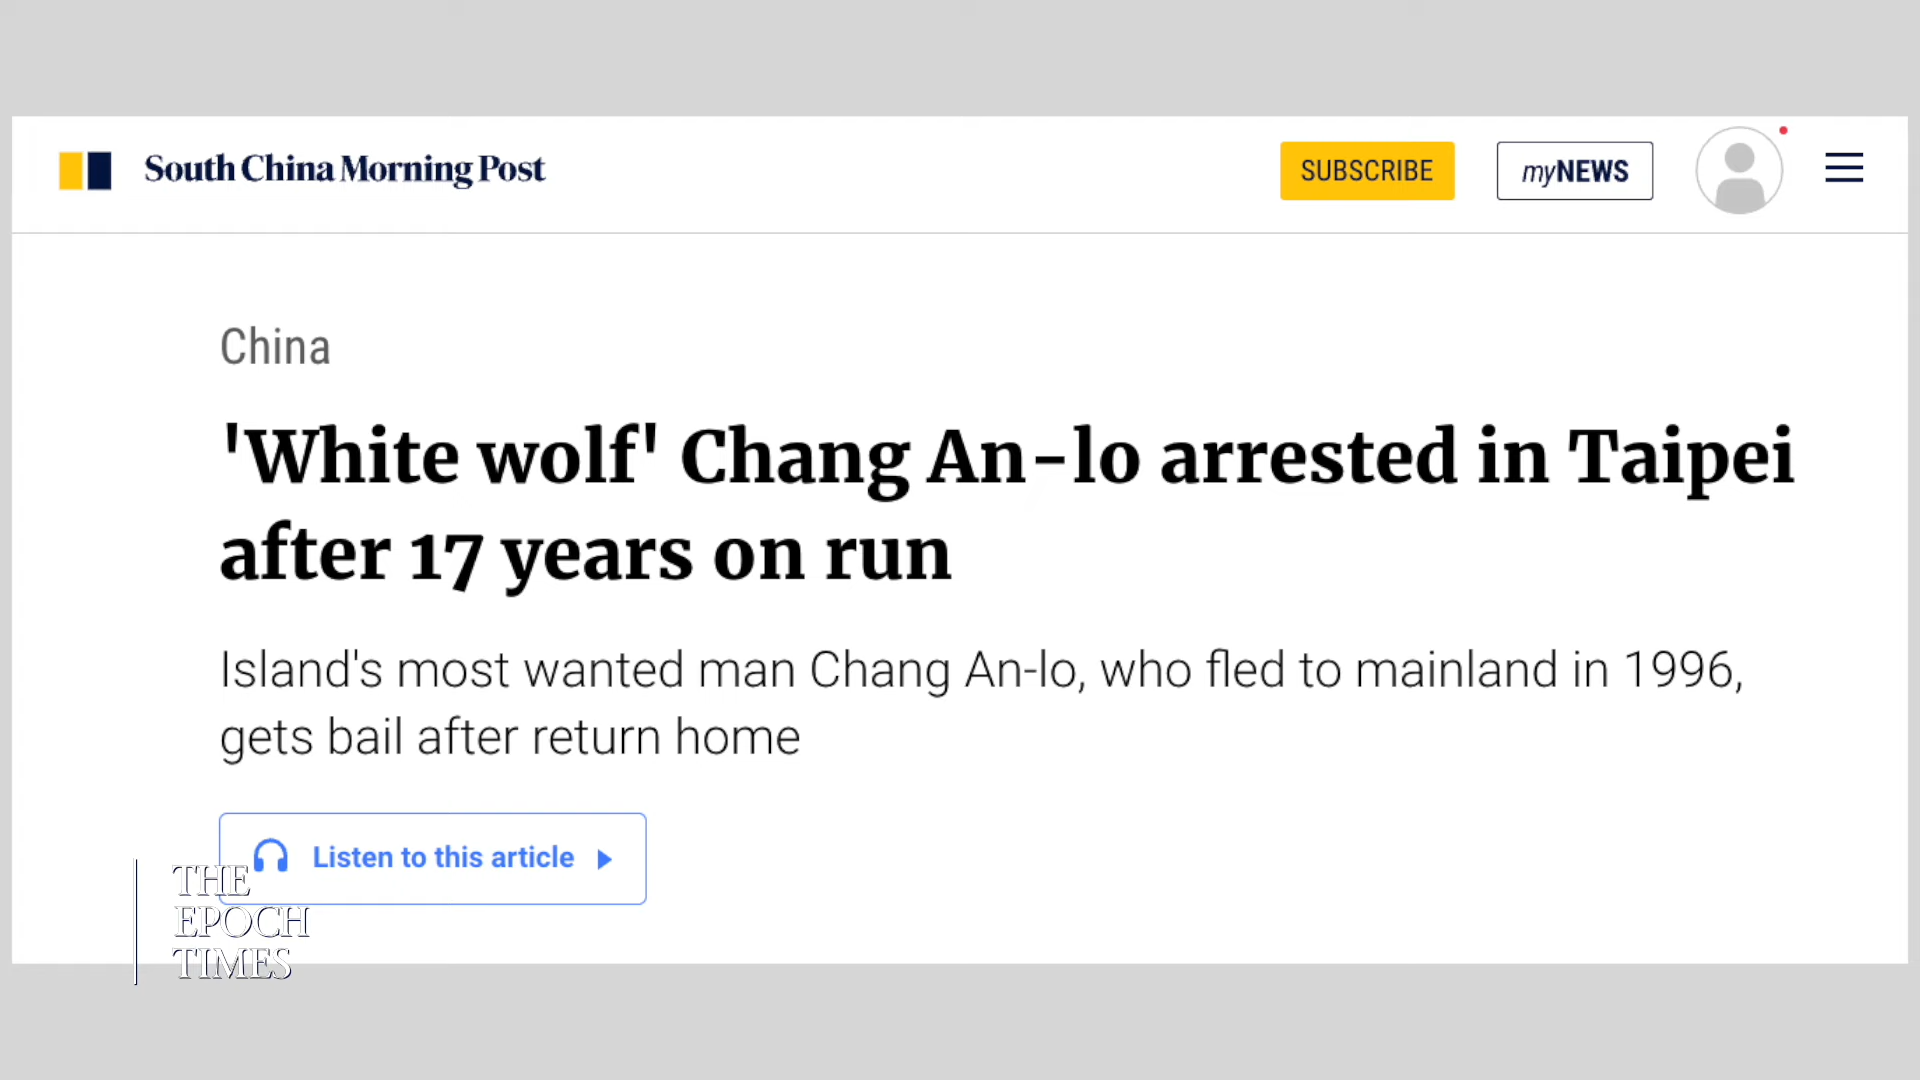 South China Morning Post
SUBSCRIBE
myNEWS
China
'White wolf' Chang An-lo arrested in Taipei
after 17 years on run
Island's most wanted man Chang An-lo, who fled to mainland in 1996,
gets bail after return home
Listen to this article
THE
EPOCH
TIMES